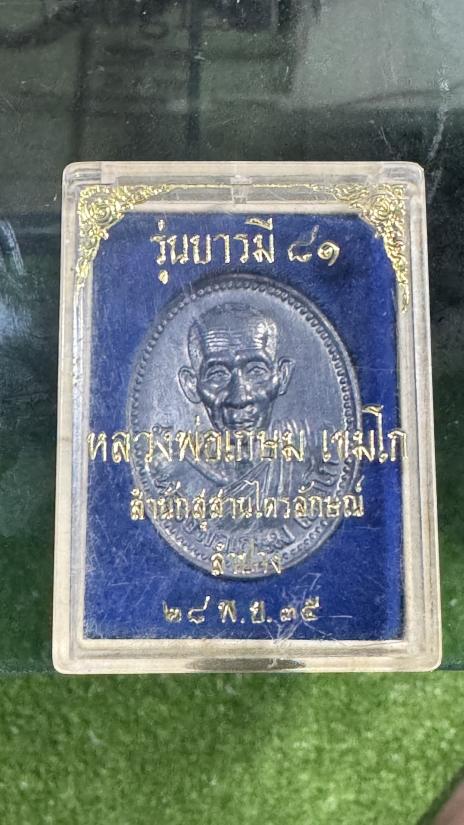 รุ่นบารมี ๘๑
หลวงพ่อเกษม เขมโก
สำนักสุสานไตรลักษณ์
ลำปาง
๒๘ พ.ย. ๓๕